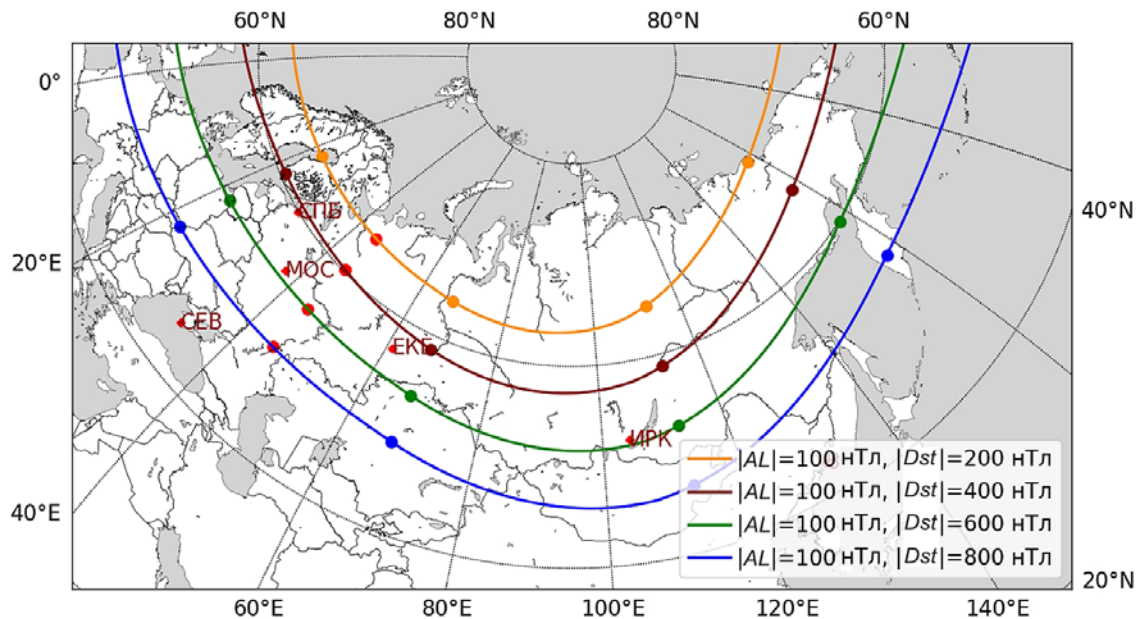 60°N 80°N 80°N 60°N
0°
СПБ
40°N
20°E
МОС
СЕВ
ЕКБ
ИРК
|AL|=100 нТл, |Dst|=200 нТл
|AL|=100 нТл, |Dst|=400 нТл
40°E
|AL|=100 нТл, |Dst|=600 нТл
|AL|=100 нТл, |Dst|=800 нТл
20°N
60°E 80°E 100°E 120°E 140°E